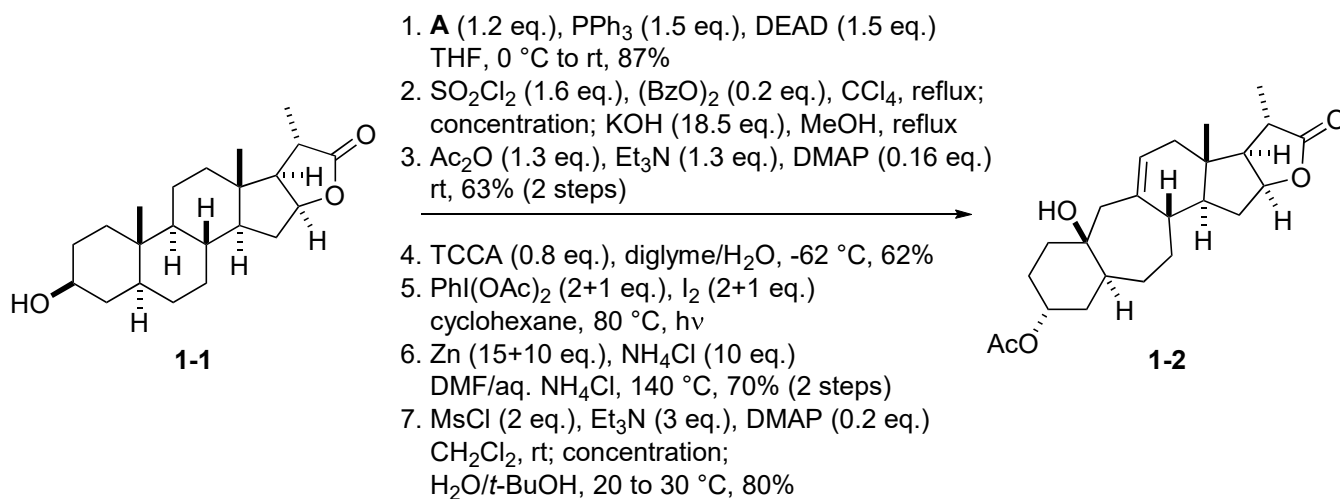 1. A (1.2 eq.), PPh₃ (1.5 eq.), DEAD (1.5 eq.)
THF, 0 °C to rt, 87%
2. SO₂Cl₂ (1.6 eq.), (BzO)₂ (0.2 eq.), CCl₄, reflux;
concentration; KOH (18.5 eq.), MeOH, reflux
3. Ac₂O (1.3 eq.), Et₃N (1.3 eq.), DMAP (0.16 eq.)
rt, 63% (2 steps)
4. TCCA (0.8 eq.), diglyme/H₂O, -62 °C, 62%
5. PhI(OAc)₂ (2+1 eq.), I₂ (2+1 eq.)
cyclohexane, 80 °C, hν
6. Zn (15+10 eq.), NH₄Cl (10 eq.)
DMF/aq. NH₄Cl, 140 °C, 70% (2 steps)
7. MsCl (2 eq.), Et₃N (3 eq.), DMAP (0.2 eq.)
CH₂Cl₂, rt; concentration;
H₂O/t-BuOH, 20 to 30 °C, 80%
O
H
O
H
H
H
H
HO
H
1-1
O
H
H
O
HO
H
H
H
AcO
1-2